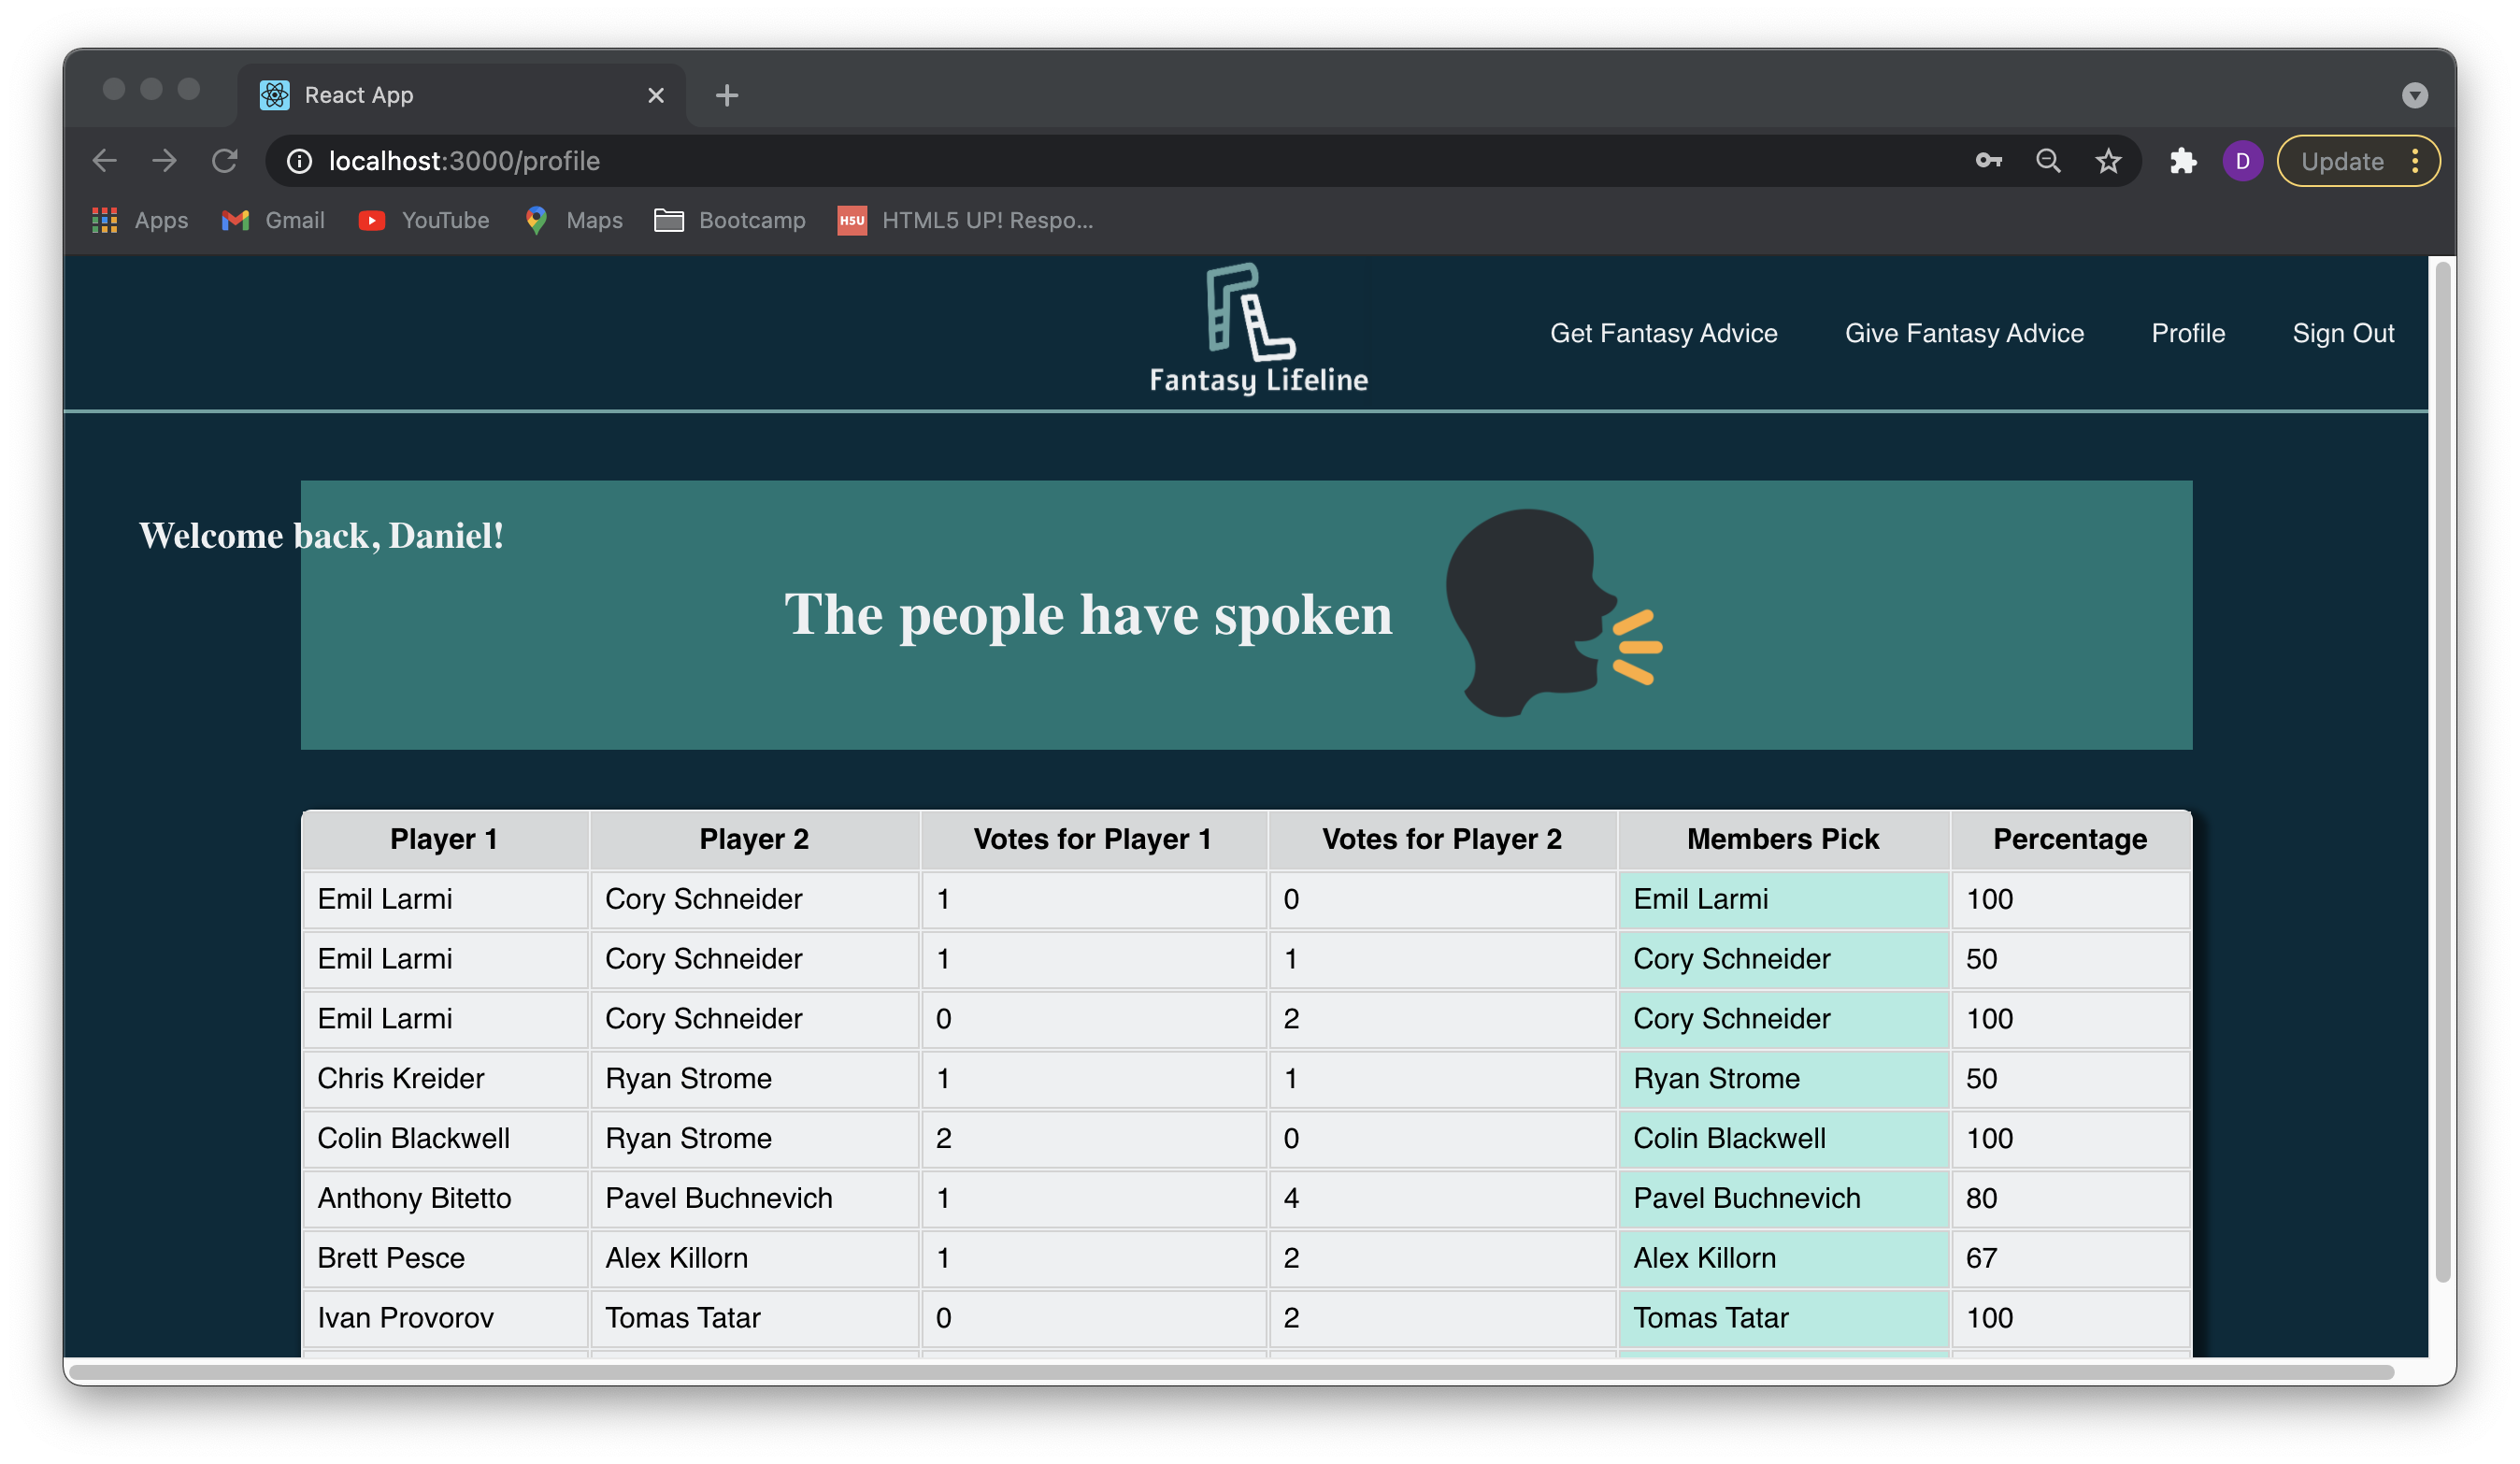 React App
localhost:3000/profile
D
Update
Apps
Gmail
YouTube
Maps
Bootcamp
H5U
HTML5 UP! Respo...
FL
Fantasy Lifeline
Get Fantasy Advice
Give Fantasy Advice
Profile
Sign Out
Welcome back, Daniel!
The people have spoken
Player 1 Player 2 Votes for Player 1 Votes for Player 2 Members Pick Percentage
Emil Larmi Cory Schneider 1 0 Emil Larmi 100
Emil Larmi Cory Schneider 1 1 Cory Schneider 50
Emil Larmi Cory Schneider 0 2 Cory Schneider 100
Chris Kreider Ryan Strome 1 1 Ryan Strome 50
Colin Blackwell Ryan Strome 2 0 Colin Blackwell 100
Anthony Bitetto Pavel Buchnevich 1 4 Pavel Buchnevich 80
Brett Pesce Alex Killorn 1 2 Alex Killorn 67
Ivan Provorov Tomas Tatar 0 2 Tomas Tatar 100